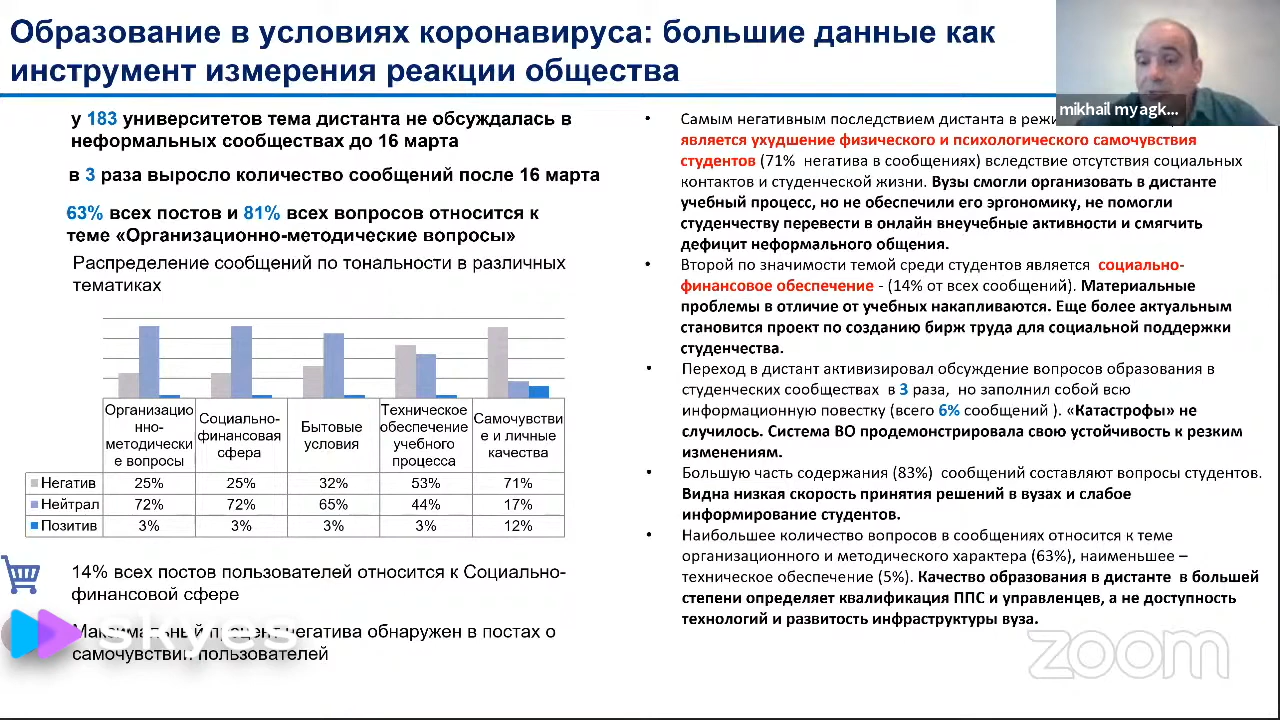 Образование в условиях коронавируса: большие данные как
инструмент измерения реакции общества
mikhail myagk...
у 183 университетов тема дистанта не обсуждалась в
неформальных сообществах до 16 марта
в 3 раза выросло количество сообщений после 16 марта
63% всех постов и 81% всех вопросов относится к
теме «Организационно-методические вопросы»
Распределение сообщений по тональности в различных
тематиках
Организацио
нно-
методически
е вопросы
Социально-
финансовая
сфера
Бытовые
условия
Техническое
обеспечение
учебного
процесса
Самочувстви
е и личные
качества
Негатив 25% 25% 32% 53% 71%
Нейтрал 72% 72% 65% 44% 17%
Позитив 3% 3% 3% 3% 12%
14% всех постов пользователей относится к Социально-
финансовой сфере
Максимальный процент негатива обнаружен в постах о
самочувствии пользователей
skyes
• Самым негативным последствием дистанта в режи
является ухудшение физического и психологического самочувствия
студентов (71% негатива в сообщениях) вследствие отсутствия социальных
контактов и студенческой жизни. Вузы смогли организовать в дистанте
учебный процесс, но не обеспечили его эргономику, не помогли
студенчеству перевести в онлайн внеучебные активности и смягчить
дефицит неформального общения.
• Второй по значимости темой среди студентов является социально-
финансовое обеспечение - (14% от всех сообщений). Материальные
проблемы в отличие от учебных накапливаются. Еще более актуальным
становится проект по созданию бирж труда для социальной поддержки
студенчества.
• Переход в дистант активизировал обсуждение вопросов образования в
студенческих сообществах в 3 раза, но заполнил собой всю
информационную повестку (всего 6% сообщений ). «Катастрофы» не
случилось. Система ВО продемонстрировала свою устойчивость к резким
изменениям.
• Большую часть содержания (83%) сообщений составляют вопросы студентов.
Видна низкая скорость принятия решений в вузах и слабое
информирование студентов.
• Наибольшее количество вопросов в сообщениях относится к теме
организационного и методического характера (63%), наименьшее –
техническое обеспечение (5%). Качество образования в дистанте в большей
степени определяет квалификация ППС и управленцев, а не доступность
технологий и развитость инфраструктуры вуза.
zoom